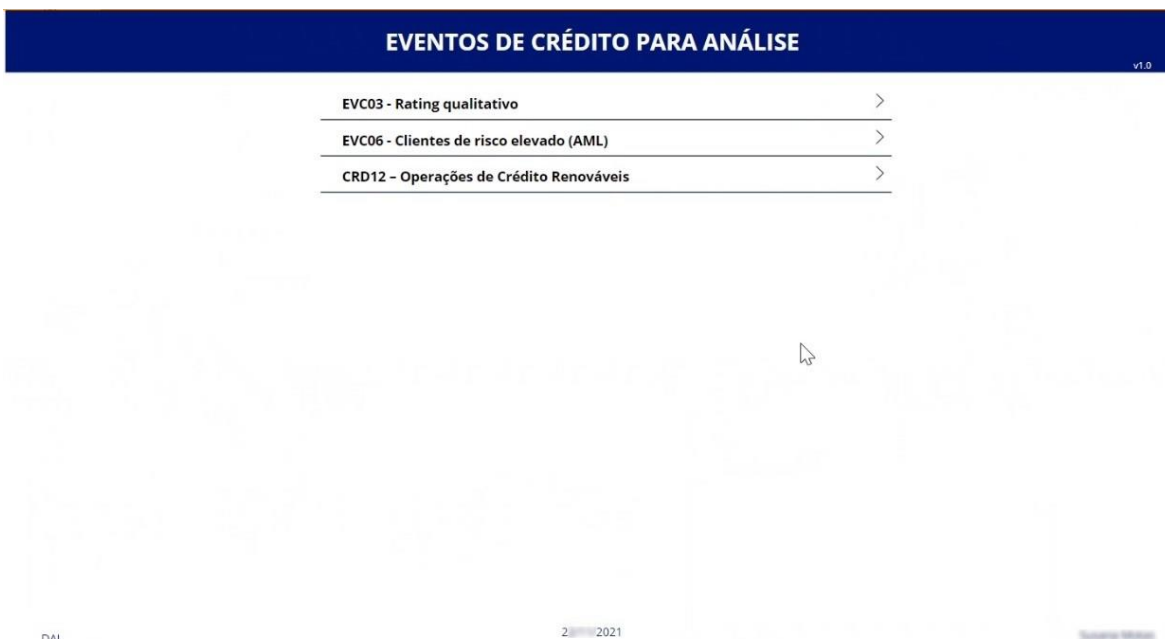 EVENTOS DE CRÉDITO PARA ANÁLISE
v1.0
EVC03 - Rating qualitativo
EVC06 - Clientes de risco elevado (AML)
CRD12 – Operações de Crédito Renováveis
2021